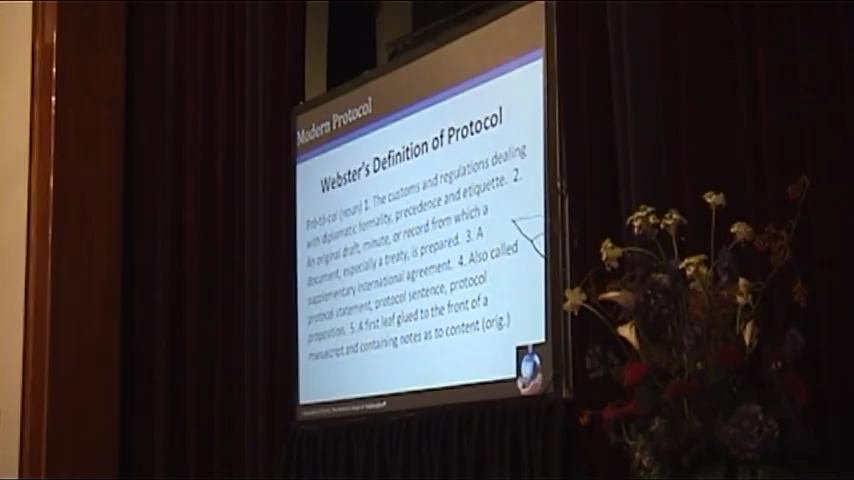 Modern Protocol
Webster's Definition of Protocol
Pro-to-col (noun) 1. The customs and regulations dealing
with diplomatic formality, precedence and etiquette. 2.
An original draft, minute, or record from which a
document, especially a treaty, is prepared. 3. A
supplementary international agreement. 4. Also called
protocol statement, protocol sentence, protocol
proposition. 5. A first leaf glued to the front of a
manuscript and containing notes as to content (orig.)